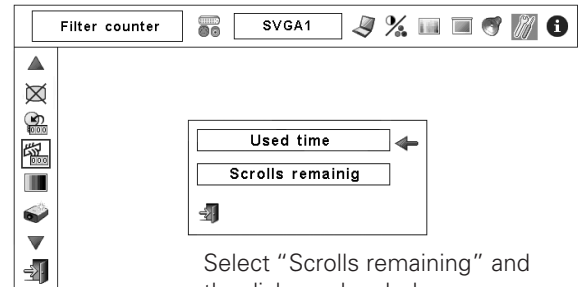 Filter counter
SVGA1
Used time
Scrolls remainig
Select “Scrolls remaining” and